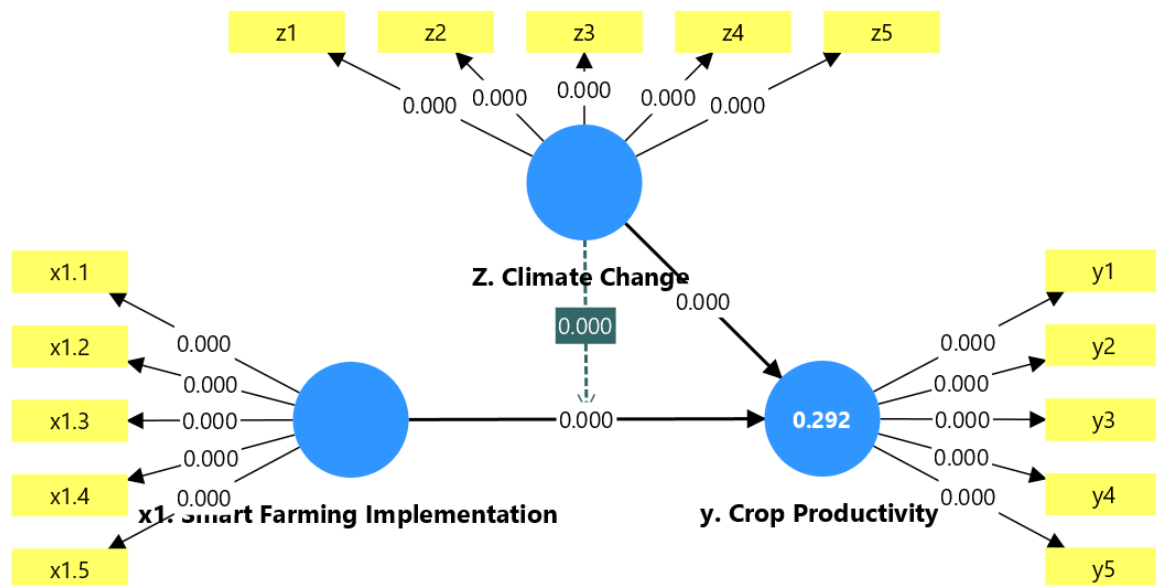 z1 z2 z3 z4 z5
0.000 0.000 0.000 0.000 0.000
Z. Climate Change
0.000
0.000
x1.1
x1.2
x1.3
x1.4
x1.5
0.000
0.000
0.000
0.000
0.000
x1. Smart Farming Implementation
0.000
0.292
y. Crop Productivity
0.000
0.000
0.000
0.000
0.000
y1
y2
y3
y4
y5